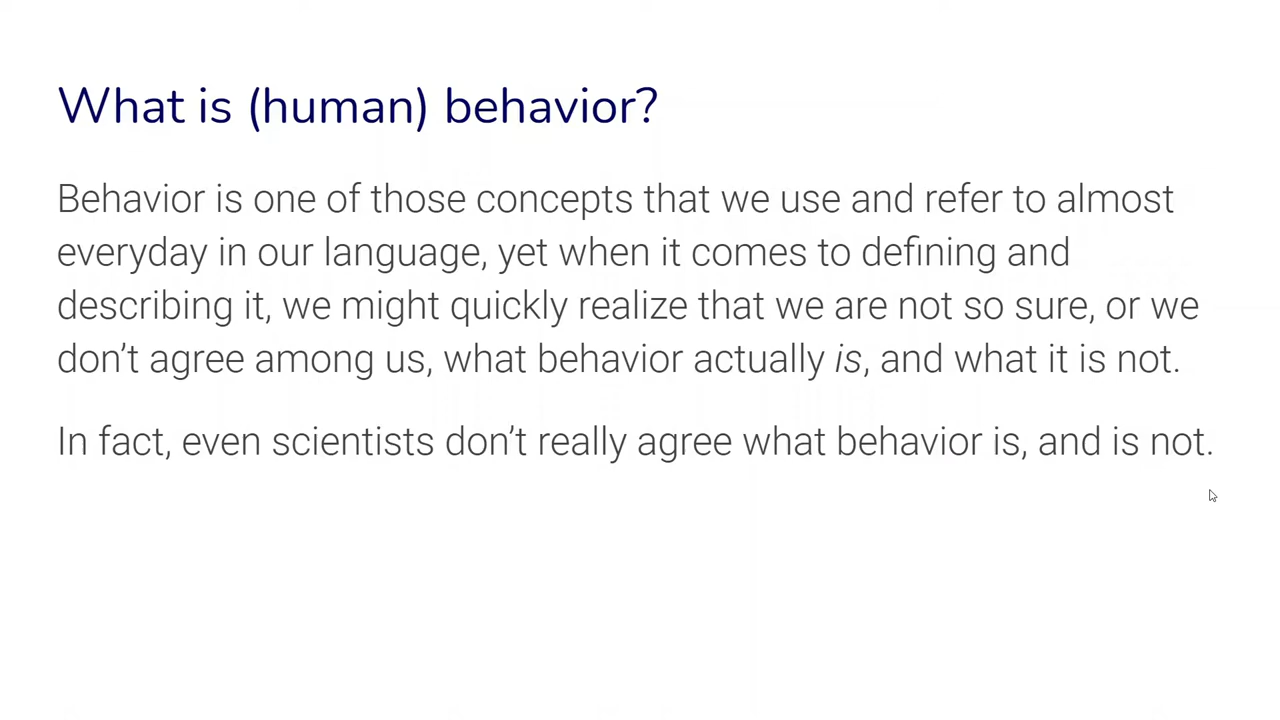 What is (human) behavior?
Behavior is one of those concepts that we use and refer to almost
everyday in our language, yet when it comes to defining and
describing it, we might quickly realize that we are not so sure, or we
don't agree among us, what behavior actually is, and what it is not.
In fact, even scientists don't really agree what behavior is, and is not.